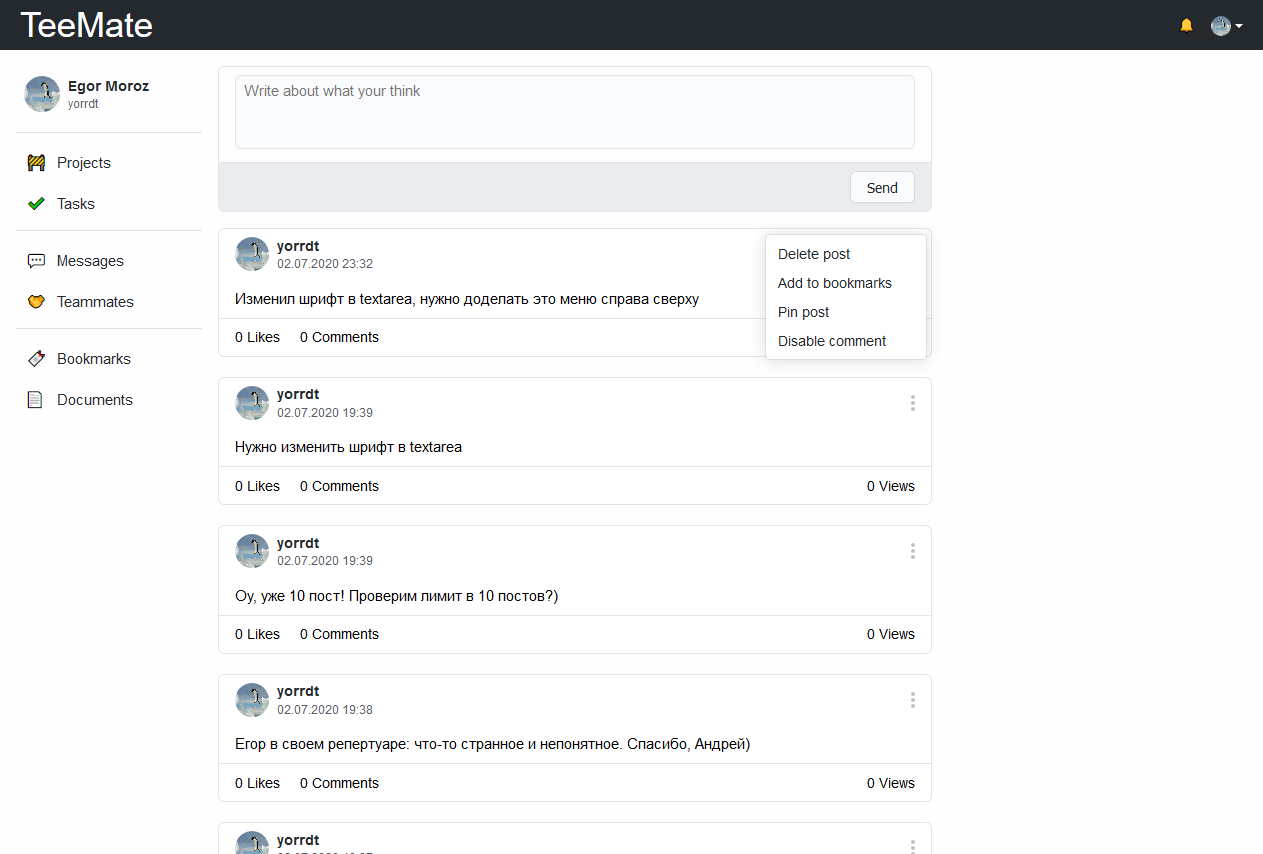 TeeMate
Egor Moroz
yorrdt
Projects
Tasks
Messages
Teammates
Bookmarks
Documents
Write about what your think
Send
yorrdt
02.07.2020 23:32
Изменил шрифт в textarea, нужно доделать это меню справа сверху
0 Likes 0 Comments
Delete post
Add to bookmarks
Pin post
Disable comment
yorrdt
02.07.2020 19:39
Нужно изменить шрифт в textarea
0 Likes 0 Comments 0 Views
yorrdt
02.07.2020 19:39
Оу, уже 10 пост! Проверим лимит в 10 постов?)
0 Likes 0 Comments 0 Views
yorrdt
02.07.2020 19:38
Егор в своем репертуаре: что-то странное и непонятное. Спасибо, Андрей)
0 Likes 0 Comments 0 Views
yorrdt